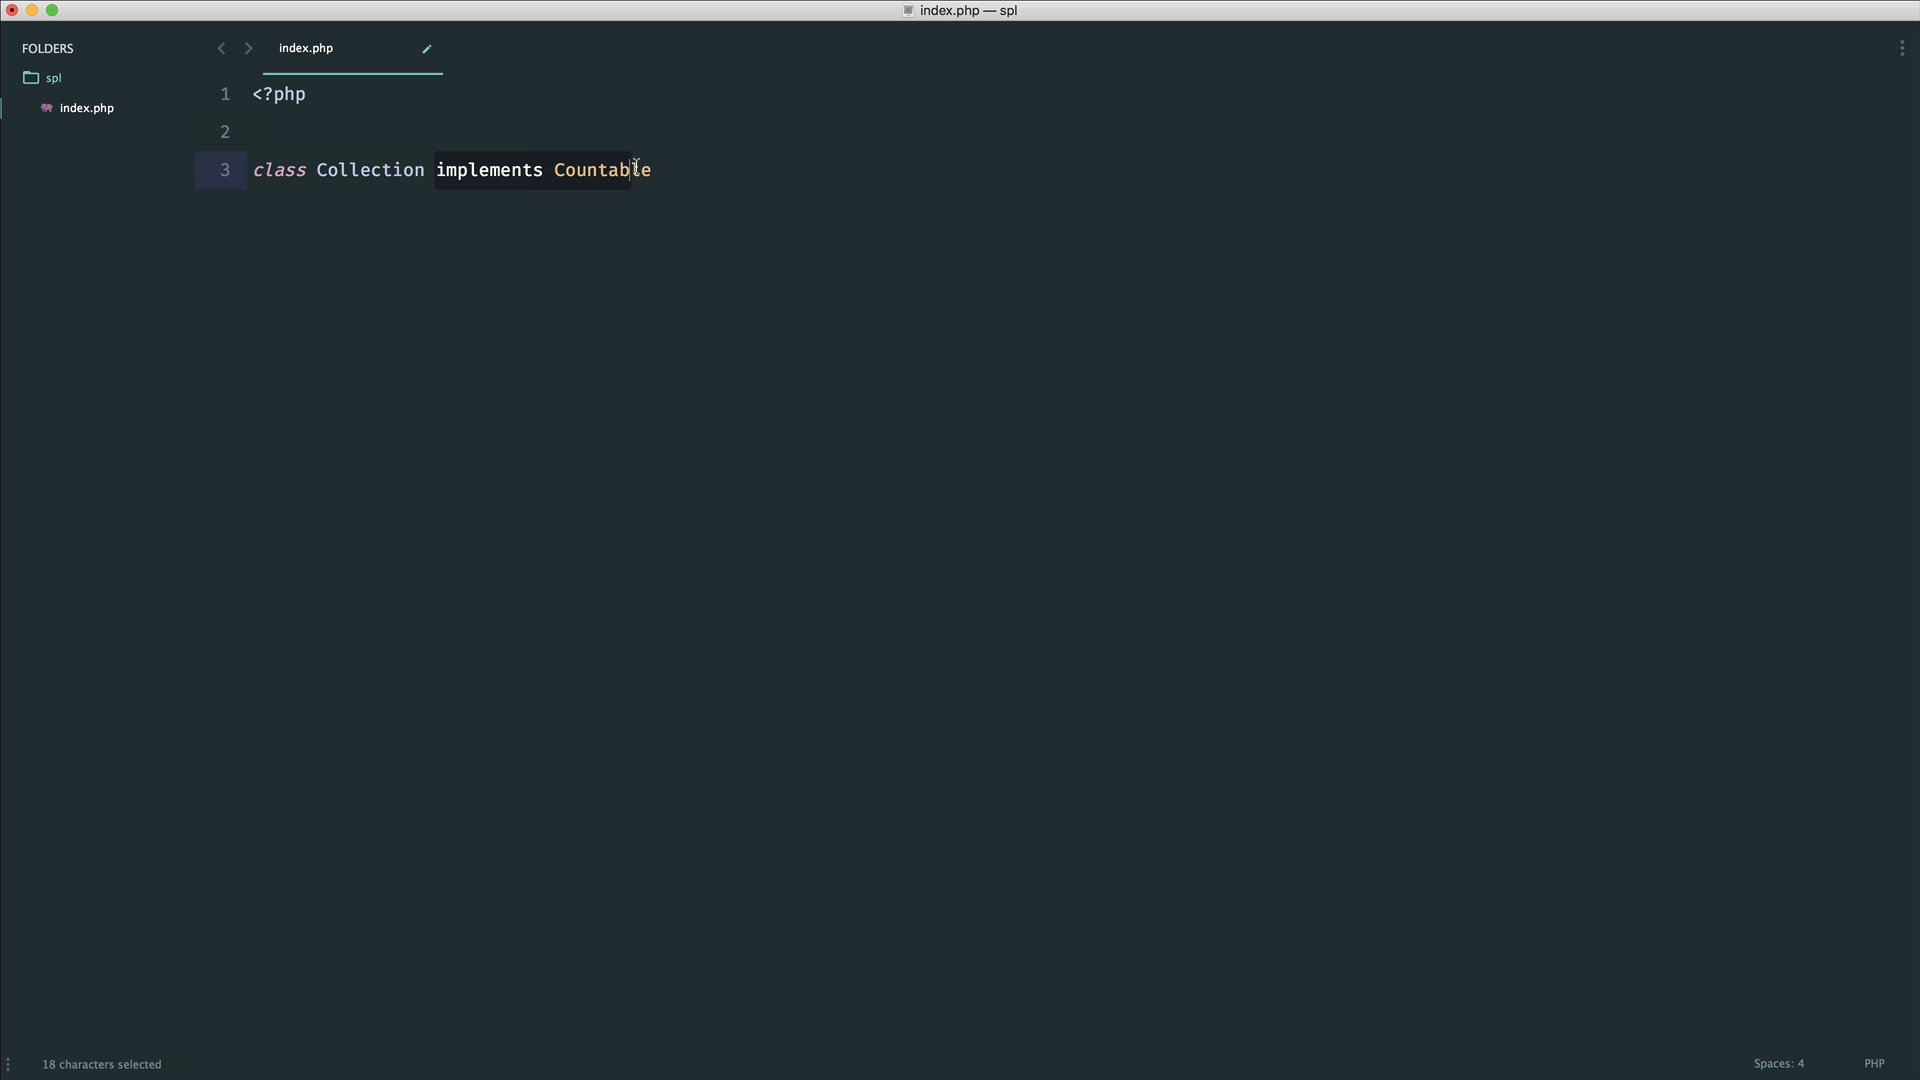 index.php — spl
FOLDERS
spl
index.php
index.php
1 <?php
2
3 class Collection implements Countable
18 characters selected
Spaces: 4
PHP